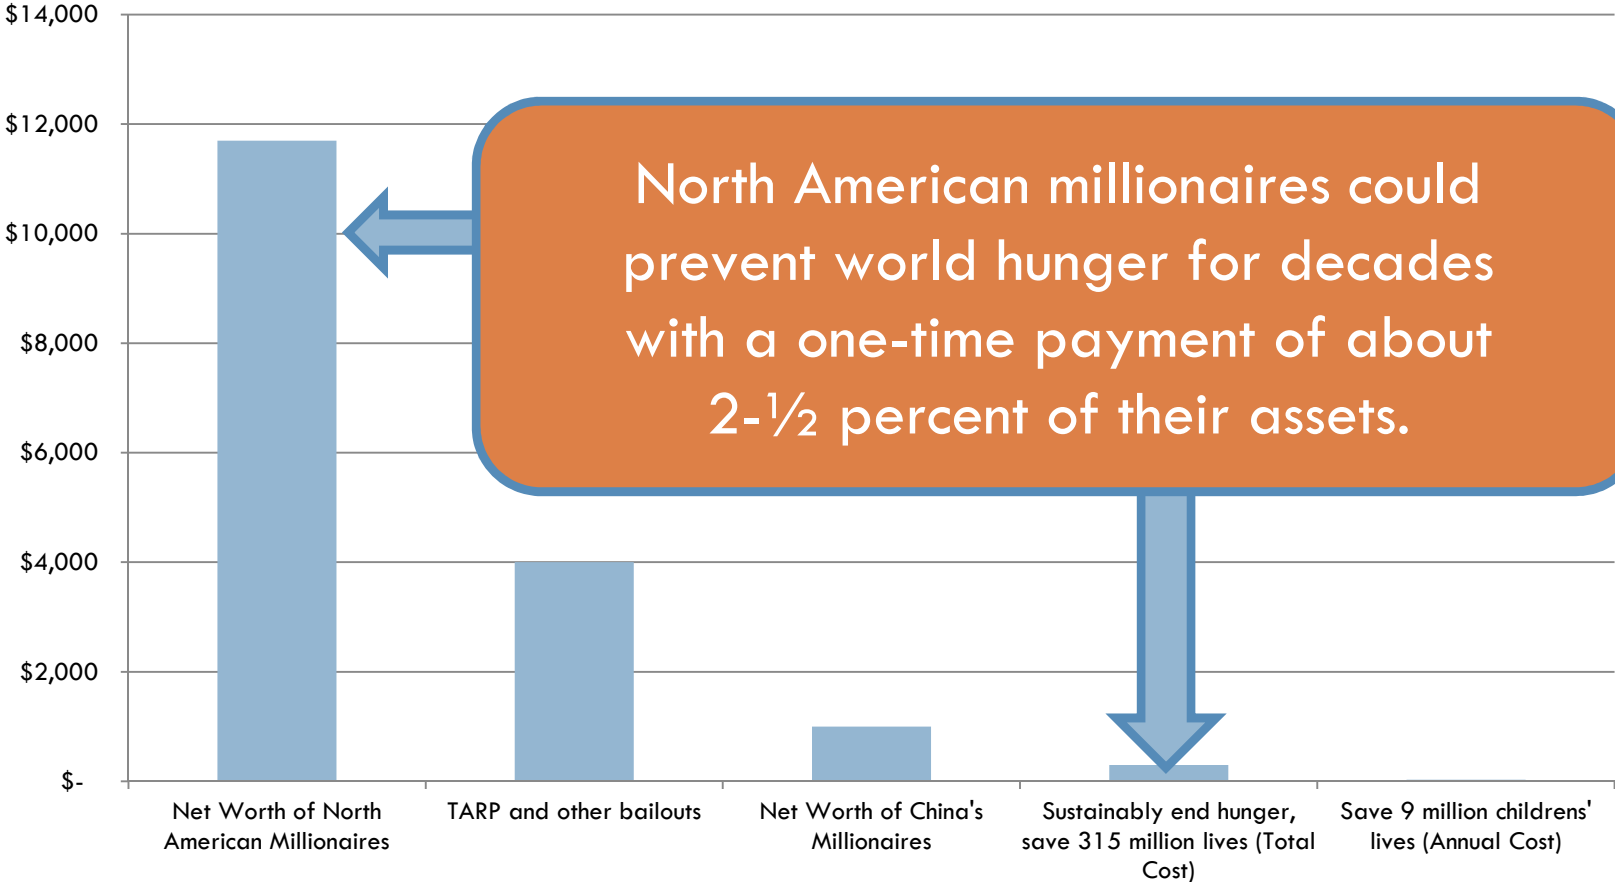 $14,000
$12,000
$10,000
$8,000
$6,000
$4,000
$2,000
$-
North American millionaires could
prevent world hunger for decades
with a one-time payment of about
2-½ percent of their assets.
Net Worth of North
American Millionaires
TARP and other bailouts
Net Worth of China's
Millionaires
Sustainably end hunger,
save 315 million lives (Total
Cost)
Save 9 million childrens'
lives (Annual Cost)